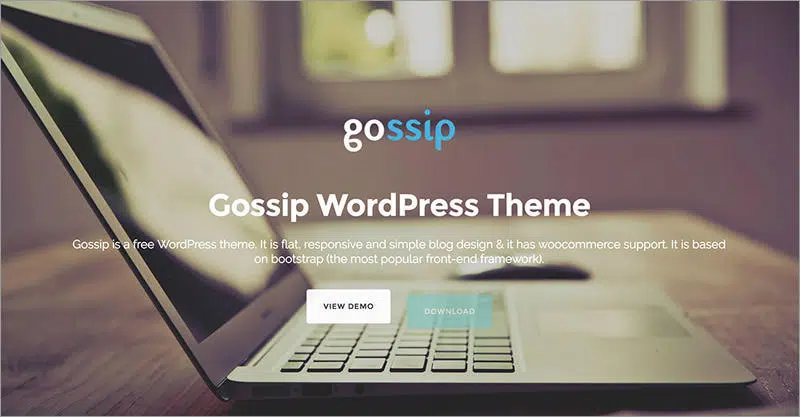 gossip
Gossip WordPress Theme
Gossip is a free WordPress theme. It is flat, responsive and simple blog design & it has woocommerce support. It is based
on bootstrap (the most popular front-end framework).
VIEW DEMO
DOWNLOAD